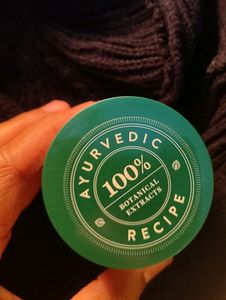 AYURVEDIC
100%
BOTANICAL
EXTRACTS
RECIPE